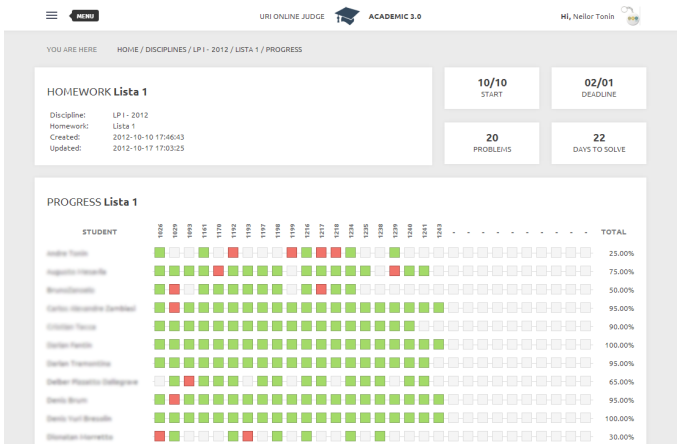 MENU
URI ONLINE JUDGE
ACADEMIC 3.0
Hi, Neilor Tonin
YOU ARE HERE
HOME / DISCIPLINES / LP I - 2012 / LISTA 1 / PROGRESS
HOMEWORK Lista 1
Discipline: LP I - 2012
Homework: Lista 1
Created: 2012-10-10 17:46:43
Updated: 2012-10-17 17:03:25
10/10
START
02/01
DEADLINE
20
PROBLEMS
22
DAYS TO SOLVE
PROGRESS Lista 1
STUDENT 1026 1029 1093 1161 1170 1192 1193 1197 1198 1199 1216 1217 1218 1234 1235 1238 1239 1240 1241 1243 - - - - - - - - - - TOTAL
25.00%
75.00%
50.00%
95.00%
90.00%
100.00%
95.00%
65.00%
95.00%
100.00%
30.00%